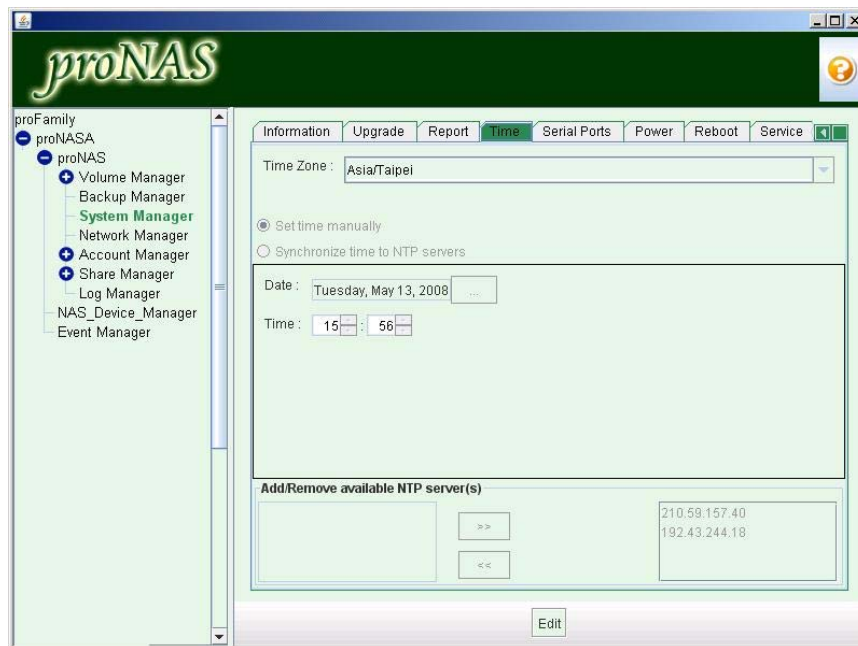 proNAS
proFamily
proNASA
proNAS
Volume Manager
Backup Manager
System Manager
Network Manager
Account Manager
Share Manager
Log Manager
NAS_Device_Manager
Event Manager
Information Upgrade Report Time Serial Ports Power Reboot Service
Time Zone : Asia/Taipei
Set time manually
Synchronize time to NTP servers
Date : Tuesday, May 13, 2008 ...
Time : 15 : 56
Add/Remove available NTP server(s)
>>
<<
210.59.157.40
192.43.244.18
Edit